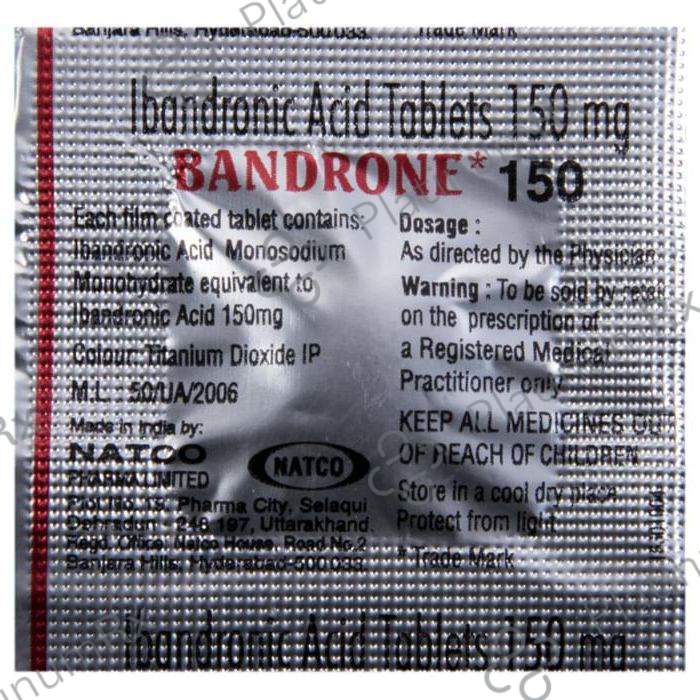 Banjara Hills, Hyderabad-500033.
Trade Mark
Ibandronic Acid Tablets 150 mg
BANDRONE* 150
Each film coated tablet contains:
Ibandronic Acid Monosodium
Monohydrate equivalent to
Ibandronic Acid 150mg
Colour: Titanium Dioxide IP
M.L : 50/UA/2006
Made in India by:
NATCO
PHARMA LIMITED
NATCO
Plot No. 19, Pharma City, Selaqui
Dehradun - 248 197, Uttarakhand.
Regd. Office: Natco House, Road No.2
Banjara Hills, Hyderabad-500033.
Dosage :
As directed by the Physician
Warning : To be sold by retail
on the prescription of
a Registered Medical
Practitioner only
KEEP ALL MEDICINES OUT
OF REACH OF CHILDREN
Store in a cool dry place
Protect from light
* Trade Mark
Ibandronic Acid Tablets 150 mg